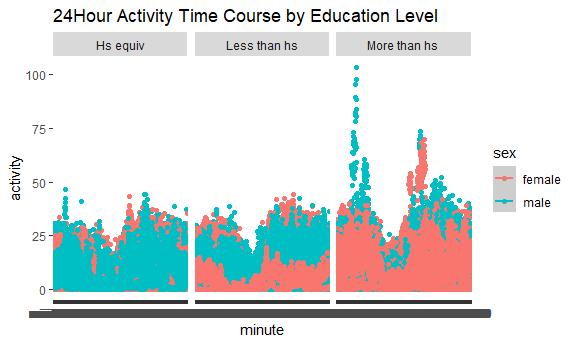 24Hour Activity Time Course by Education Level
Hs equiv
Less than hs
More than hs
100
75
50
25
0
activity
minute
sex
female
male